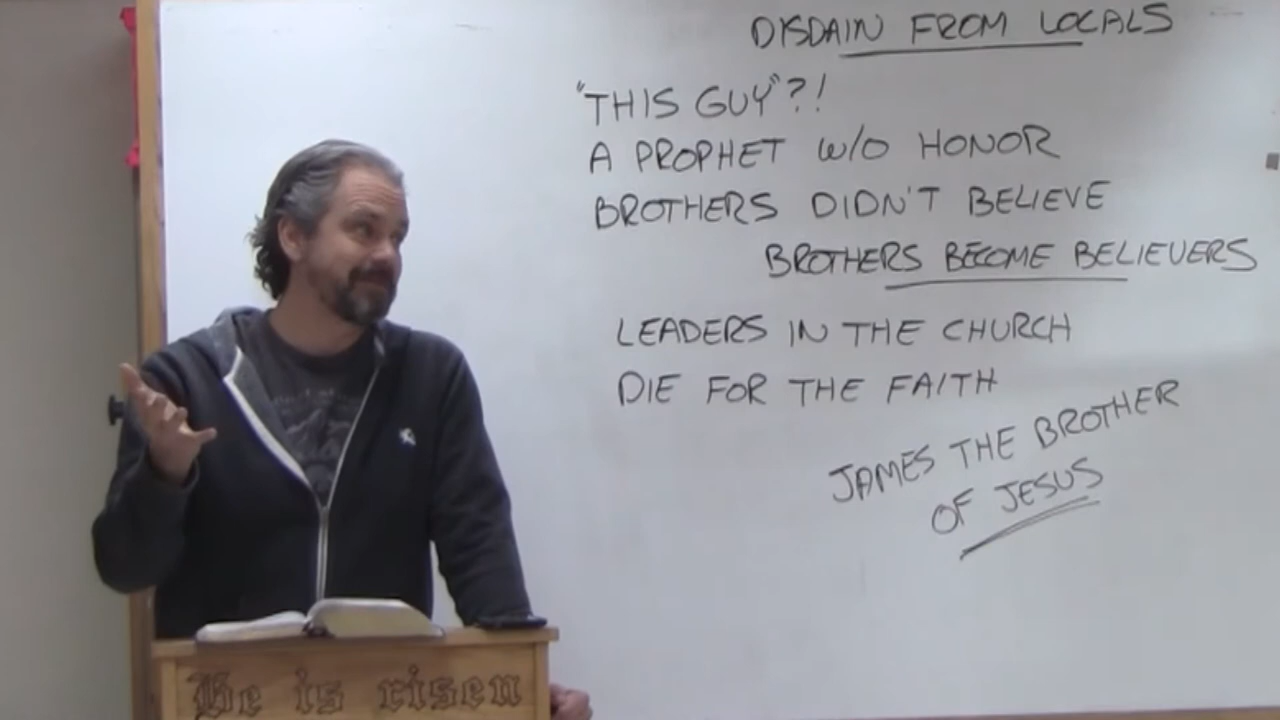 DISDAIN FROM LOCALS
"THIS GUY"?!
A PROPHET W/O HONOR
BROTHERS DIDN'T BELIEVE
BROTHERS BECOME BELIEVERS
LEADERS IN THE CHURCH
DIE FOR THE FAITH
JAMES THE BROTHER
OF JESUS
He is risen